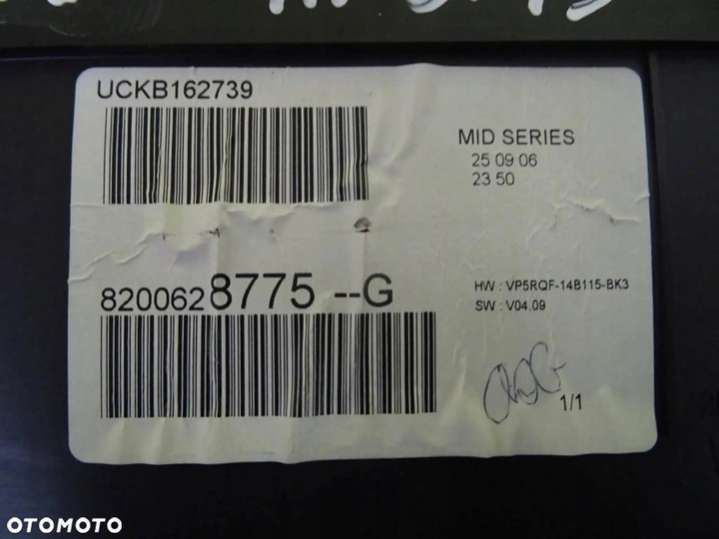 UCKB162739
MID SERIES
25 09 06
23 50
8200628775 --G
HW : VP5RQF-14B115-BK3
SW : V04.09
1/1
OTOMOTO